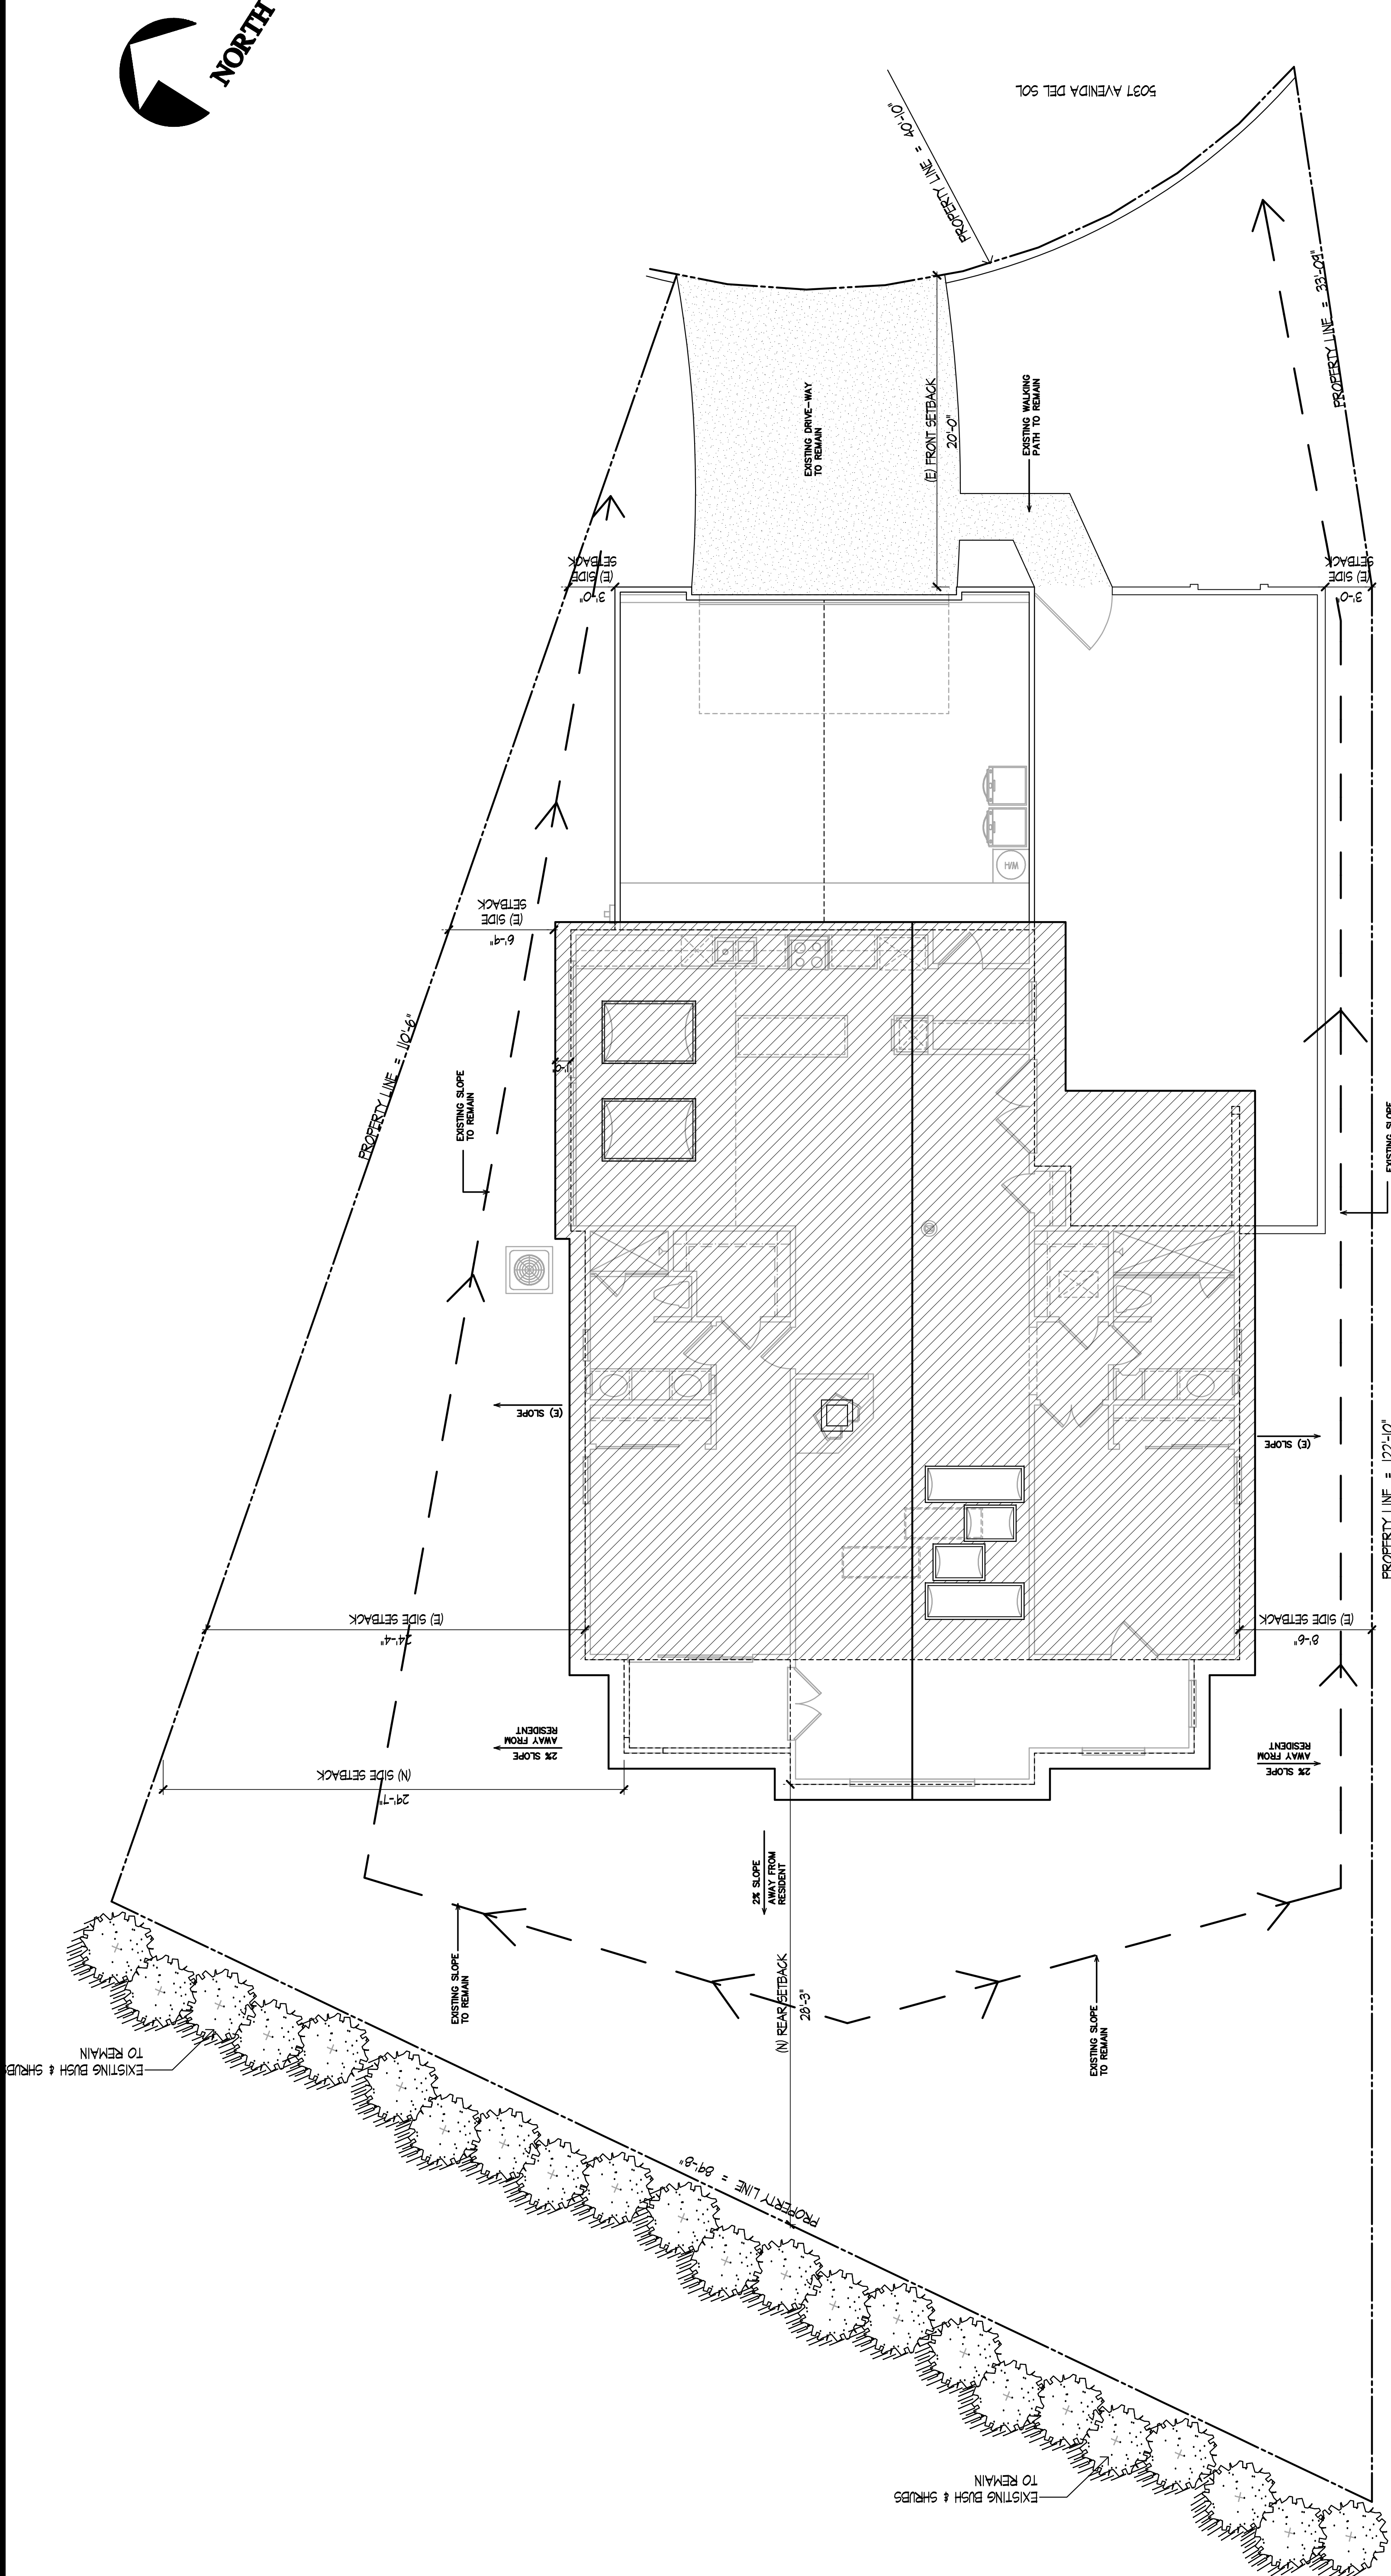 NORTH
5037 AVENIDA DEL SOL
PROPERTY LINE = 40'-10"
PROPERTY LINE = 33'-09"
EXISTING DRIVE-WAY
TO REMAIN
(E) FRONT SETBACK
20'-0"
EXISTING WALKING
PATH TO REMAIN
3'-0"
(E) SIDE
SETBACK
3'-0"
(E) SIDE
SETBACK
W/H
6'-9"
(E) SIDE
SETBACK
PROPERTY LINE = 110'-6"
EXISTING SLOPE
TO REMAIN
EXISTING SLOPE
(E) SLOPE
(E) SLOPE
PROPERTY LINE = 122'-10"
24'-4"
(E) SIDE SETBACK
8'-6"
(E) SIDE SETBACK
2% SLOPE
AWAY FROM
RESIDENT
2% SLOPE
AWAY FROM
RESIDENT
29'-7"
(N) SIDE SETBACK
2% SLOPE
AWAY FROM
RESIDENT
EXISTING SLOPE
TO REMAIN
(N) REAR SETBACK
28'-3"
EXISTING SLOPE
TO REMAIN
EXISTING BUSH & SHRUBS
TO REMAIN
PROPERTY LINE = 89'-8"
EXISTING BUSH & SHRUBS
TO REMAIN